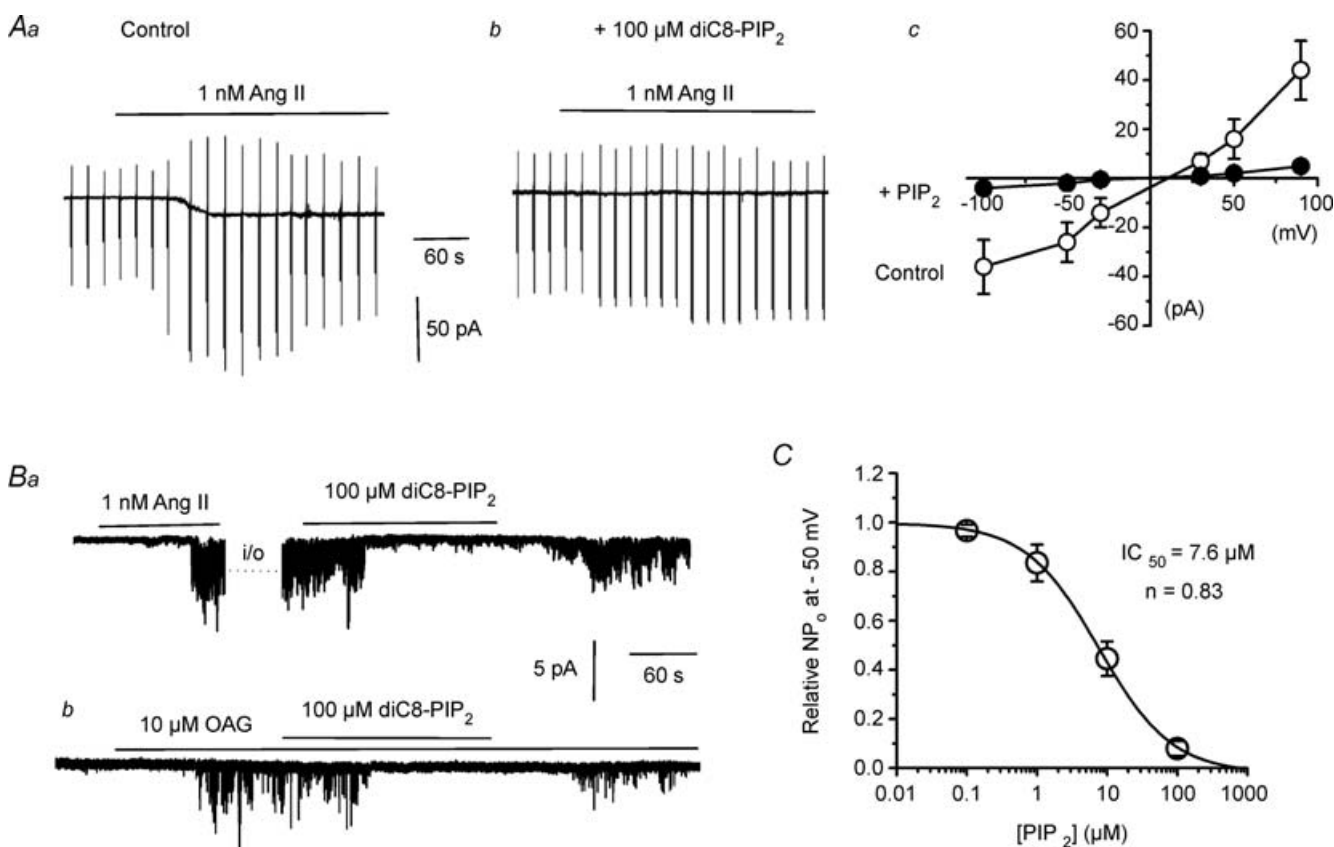 Aa Control
1 nM Ang II
60 s
50 pA
b + 100 µM diC8-PIP2
1 nM Ang II
c
60
40
20
-100 -50 50 100
(mV)
-20
-40
-60
(pA)
+ PIP2
Control
Ba
1 nM Ang II
100 µM diC8-PIP2
i/o
5 pA
60 s
b
10 µM OAG
100 µM diC8-PIP2
C
Relative NPo at - 50 mV
1.2
1.0
0.8
0.6
0.4
0.2
0.0
IC 50 = 7.6 µM
n = 0.83
0.01 0.1 1 10 100 1000
[PIP 2] (µM)